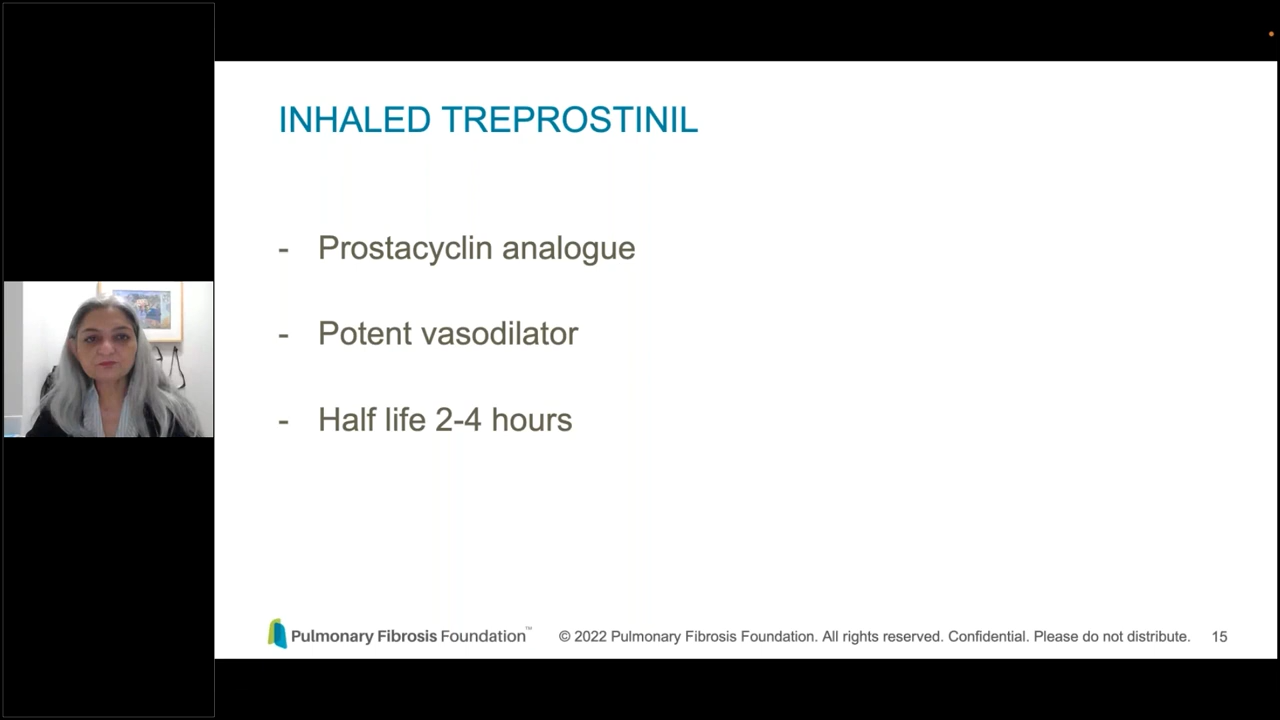 INHALED TREPROSTINIL
- Prostacyclin analogue
- Potent vasodilator
- Half life 2-4 hours
Pulmonary Fibrosis Foundation™ © 2022 Pulmonary Fibrosis Foundation. All rights reserved. Confidential. Please do not distribute. 15